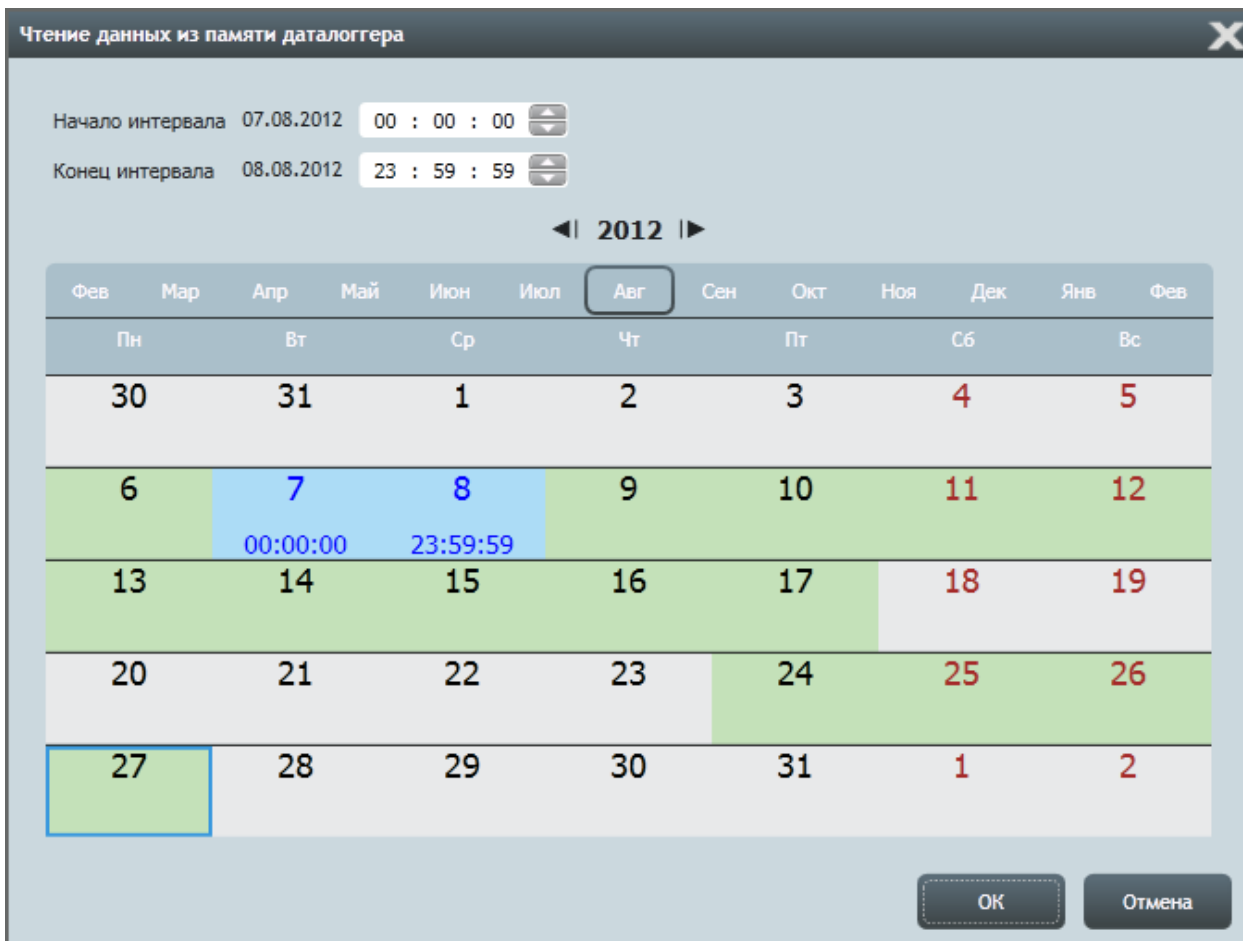 Чтение данных из памяти даталоггера X
Начало интервала 07.08.2012 00 : 00 : 00
Конец интервала 08.08.2012 23 : 59 : 59
2012
Фев Мар Апр Май Июн Июл Авг Сен Окт Ноя Дек Янв Фев
Пн Вт Ср Чт Пт Сб Вс
30 31 1 2 3 4 5
6 7 8 9 10 11 12
00:00:00 23:59:59
13 14 15 16 17 18 19
20 21 22 23 24 25 26
27 28 29 30 31 1 2
ОК Отмена